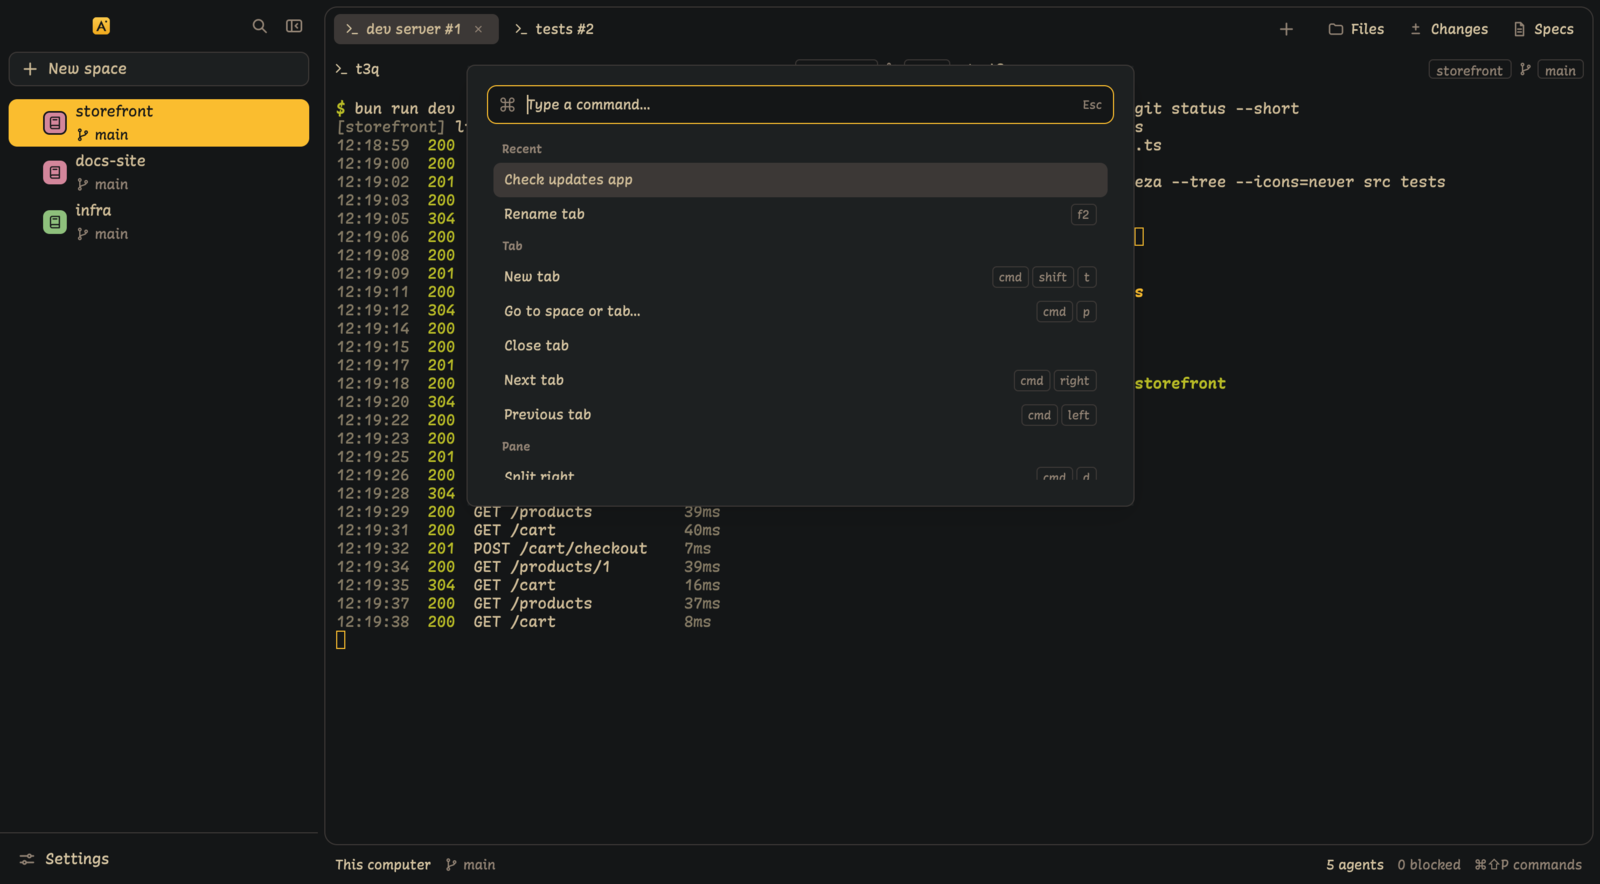 A
New space
storefront
main
docs-site
main
infra
main
Settings
>_ dev server #1 ×
>_ tests #2
Files
Changes
Specs
>_ t3q
storefront
main
$ bun run dev
[storefront]
12:18:59 200
12:19:00 200
12:19:02 201
12:19:03 200
12:19:05 304
12:19:06 200
12:19:08 200
12:19:09 201
12:19:11 200
12:19:12 304
12:19:14 200
12:19:15 200
12:19:17 201
12:19:18 200
12:19:20 304
12:19:22 200
12:19:23 200
12:19:25 201
12:19:26 200
12:19:28 304
12:19:29 200 GET /products 39ms
12:19:31 200 GET /cart 40ms
12:19:32 201 POST /cart/checkout 7ms
12:19:34 200 GET /products/1 39ms
12:19:35 304 GET /cart 16ms
12:19:37 200 GET /products 37ms
12:19:38 200 GET /cart 8ms
⌘ Type a command... Esc
Recent
Check updates app
Rename tab f2
Tab
New tab cmd shift t
Go to space or tab... cmd p
Close tab
Next tab cmd right
Previous tab cmd left
Pane
Split right cmd d
git status --short
s
.ts
eza --tree --icons=never src tests
s
storefront
This computer
main
5 agents
0 blocked
⌘⇧P commands